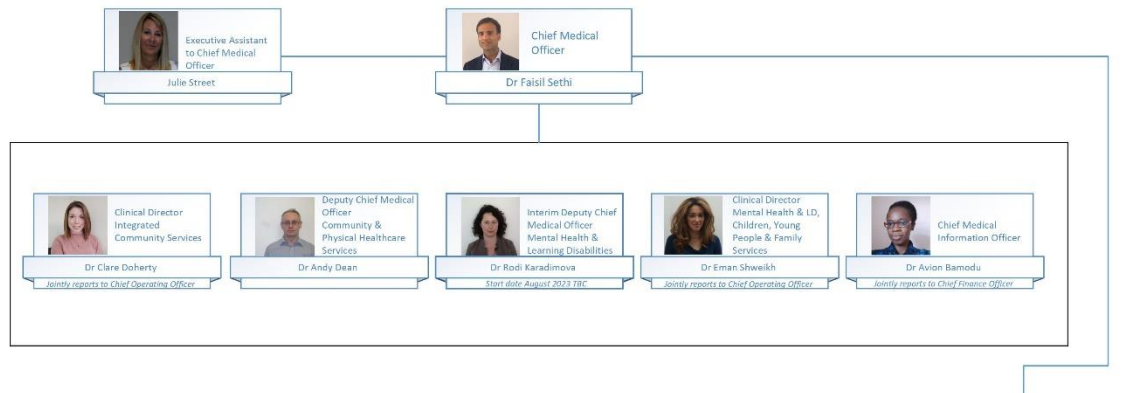 Executive Assistant
to Chief Medical
Officer
Julie Street
Chief Medical
Officer
Dr Faisil Sethi
Clinical Director
Integrated
Community Services
Dr Clare Doherty
Jointly reports to Chief Operating Officer
Deputy Chief Medical
Officer
Community &
Physical Healthcare
Services
Dr Andy Dean
Interim Deputy Chief
Medical Officer
Mental Health &
Learning Disabilities
Dr Rodi Karadimova
Start date August 2023 TBC
Clinical Director
Mental Health & LD,
Children, Young
People & Family
Services
Dr Eman Shweikh
Jointly reports to Chief Operating Officer
Chief Medical
Information Officer
Dr Avion Bamodu
Jointly reports to Chief Finance Officer